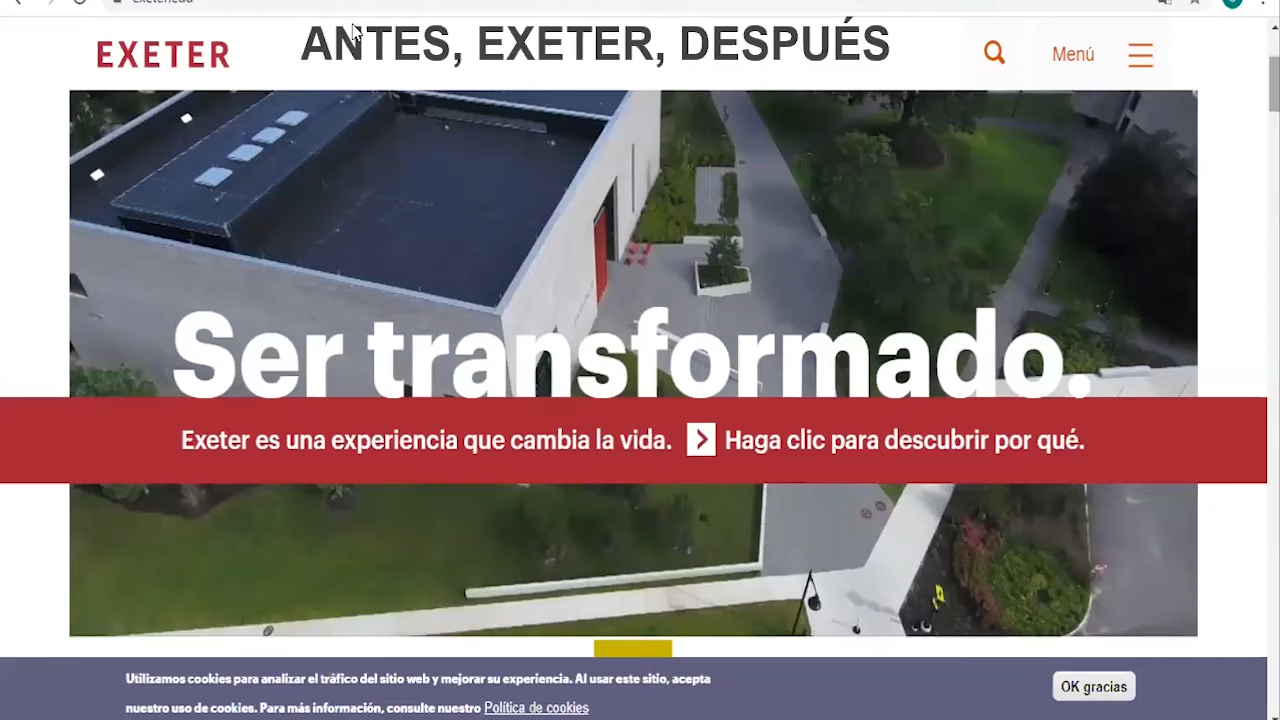 EXETER
ANTES, EXETER, DESPUÉS
Menú
Ser transformado.
Exeter es una experiencia que cambia la vida. Haga clic para descubrir por qué.
Utilizamos cookies para analizar el tráfico del sitio web y mejorar su experiencia. Al usar este sitio, acepta
nuestro uso de cookies. Para más información, consulte nuestro Política de cookies
OK gracias